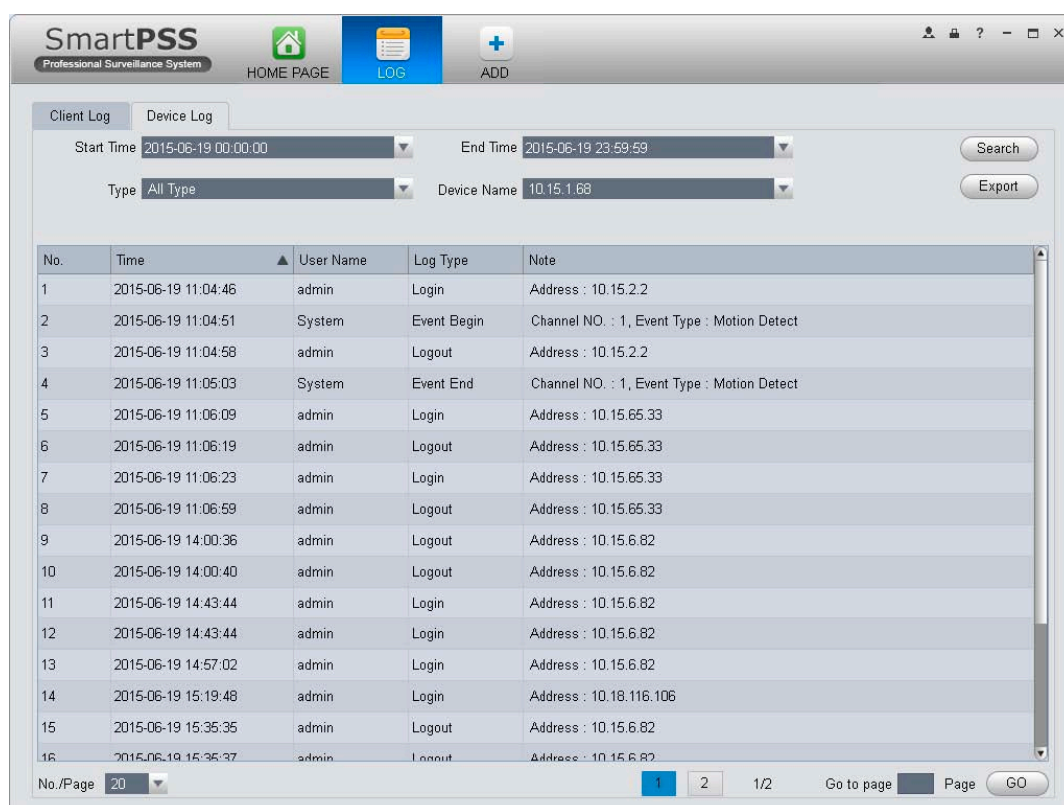 SmartPSS
Professional Surveillance System
HOME PAGE
LOG
ADD
?
Client Log
Device Log
Start Time 2015-06-19 00:00:00 End Time 2015-06-19 23:59:59 Search
Type All Type Device Name 10.15.1.68 Export
No. Time User Name Log Type Note
1 2015-06-19 11:04:46 admin Login Address : 10.15.2.2
2 2015-06-19 11:04:51 System Event Begin Channel NO. : 1, Event Type : Motion Detect
3 2015-06-19 11:04:58 admin Logout Address : 10.15.2.2
4 2015-06-19 11:05:03 System Event End Channel NO. : 1, Event Type : Motion Detect
5 2015-06-19 11:06:09 admin Login Address : 10.15.65.33
6 2015-06-19 11:06:19 admin Logout Address : 10.15.65.33
7 2015-06-19 11:06:23 admin Login Address : 10.15.65.33
8 2015-06-19 11:06:59 admin Logout Address : 10.15.65.33
9 2015-06-19 14:00:36 admin Logout Address : 10.15.6.82
10 2015-06-19 14:00:40 admin Logout Address : 10.15.6.82
11 2015-06-19 14:43:44 admin Login Address : 10.15.6.82
12 2015-06-19 14:43:44 admin Login Address : 10.15.6.82
13 2015-06-19 14:57:02 admin Login Address : 10.15.6.82
14 2015-06-19 15:19:48 admin Login Address : 10.18.116.106
15 2015-06-19 15:35:35 admin Logout Address : 10.15.6.82
16 2015-06-19 15:35:37 admin Logout Address : 10.15.6.82
No./Page 20 1 2 1/2 Go to page Page GO